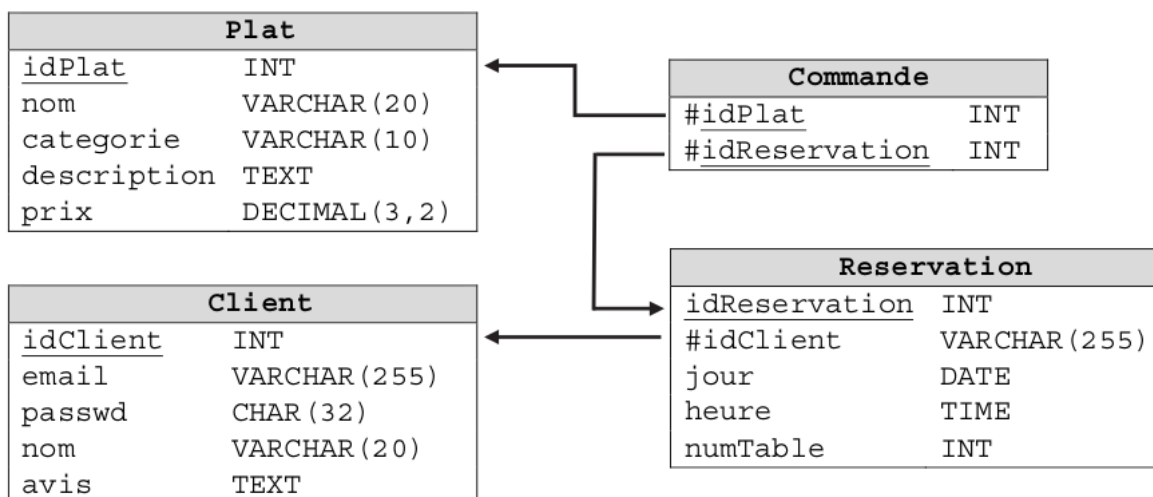 Plat
idPlat INT
nom VARCHAR(20)
categorie VARCHAR(10)
description TEXT
prix DECIMAL(3,2)
Commande
#idPlat INT
#idReservation INT
Client
idClient INT
email VARCHAR(255)
passwd CHAR(32)
nom VARCHAR(20)
avis TEXT
Reservation
idReservation INT
#idClient VARCHAR(255)
jour DATE
heure TIME
numTable INT